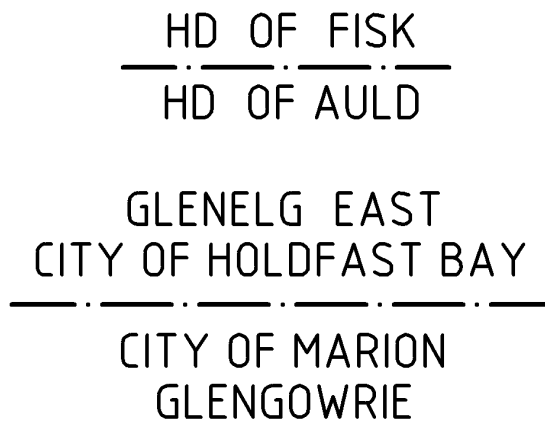 HD OF FISK
HD OF AULD
GLENELG EAST
CITY OF HOLDFAST BAY
CITY OF MARION
GLENGOWRIE